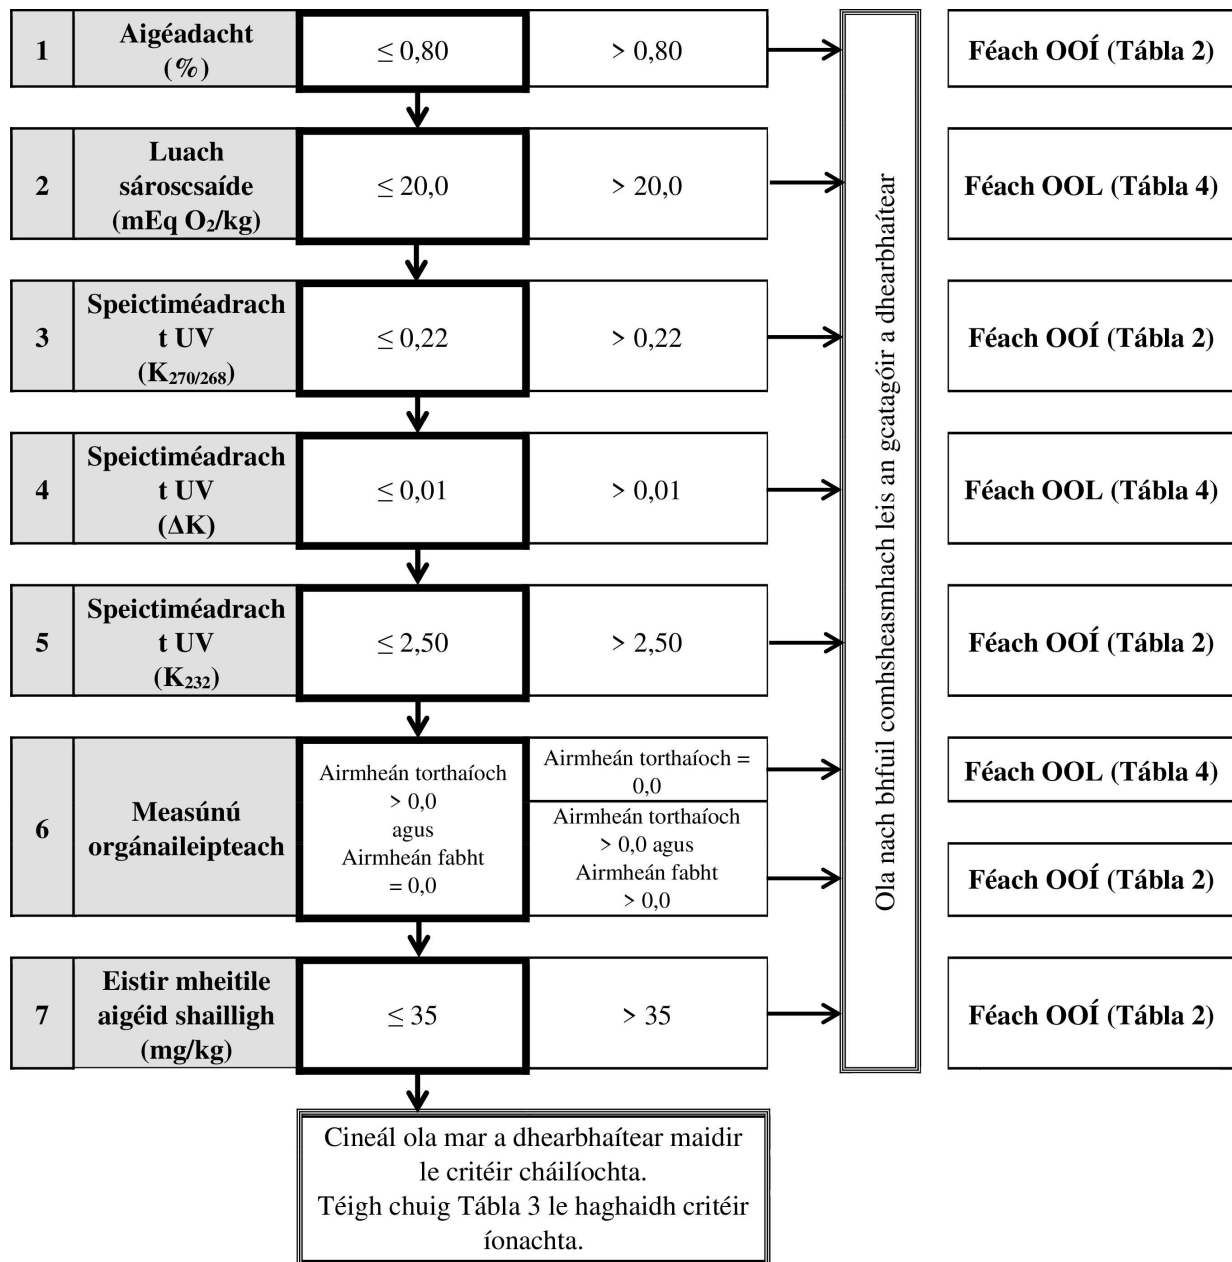 1
Aigéadacht
(%)
≤ 0,80
> 0,80
Féach OOÍ (Tábla 2)
2
Luach
sároscsaíde
(mEq O₂/kg)
≤ 20,0
> 20,0
Féach OOL (Tábla 4)
3
Speictiméadrach
t UV
(K₂₇₀/₂₆₈)
≤ 0,22
> 0,22
Féach OOÍ (Tábla 2)
4
Speictiméadrach
t UV
(ΔK)
≤ 0,01
> 0,01
Féach OOL (Tábla 4)
5
Speictiméadrach
t UV
(K₂₃₂)
≤ 2,50
> 2,50
Féach OOÍ (Tábla 2)
6
Measúnú
orgánaileipteach
Airmheán torthaíoch
> 0,0
agus
Airmheán fabht
= 0,0
Airmheán torthaíoch =
0,0
Féach OOL (Tábla 4)
Airmheán torthaíoch
> 0,0 agus
Airmheán fabht
> 0,0
Féach OOÍ (Tábla 2)
7
Eistir mheitile
aigéid shailligh
(mg/kg)
≤ 35
> 35
Féach OOÍ (Tábla 2)
Ola nach bhfuil comhsheasmhach leis an gcatagóir a dhearbhaítear
Cineál ola mar a dhearbhaítear maidir
le critéir cháilíochta.
Téigh chuig Tábla 3 le haghaidh critéir
íonachta.